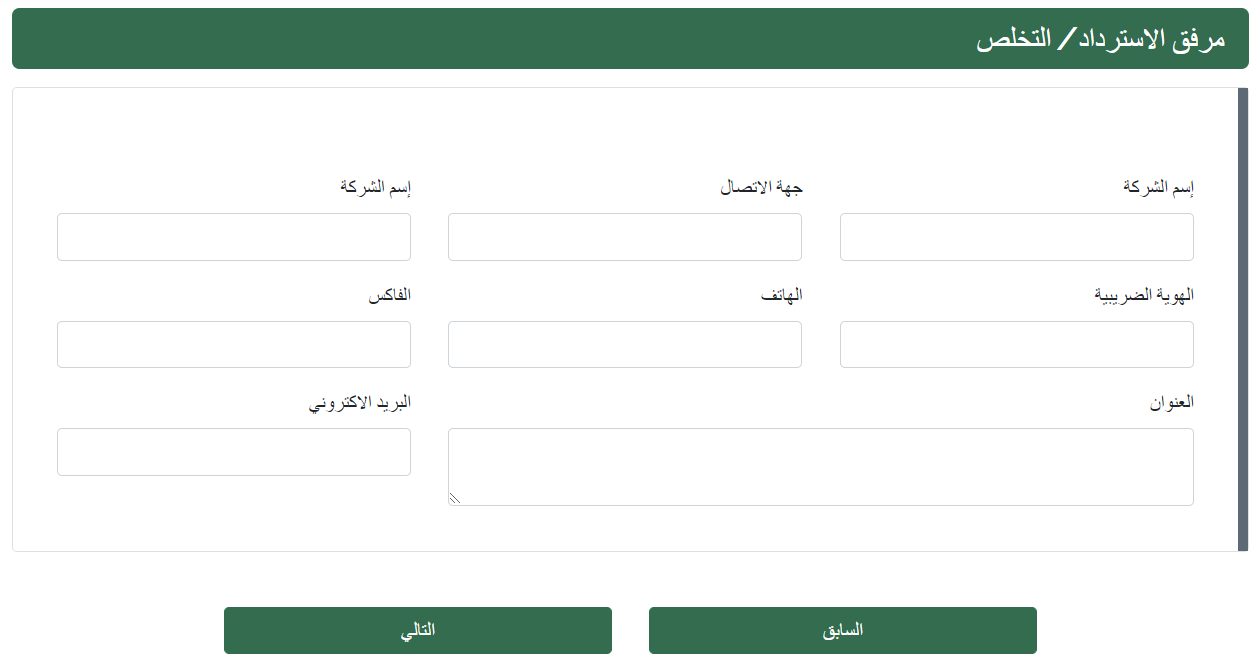 مرفق الاسترداد/ التخلص
إسم الشركة
جهة الاتصال
إسم الشركة
الهوية الضريبية
الهاتف
الفاكس
العنوان
البريد الاكتروني
السابق
التالي